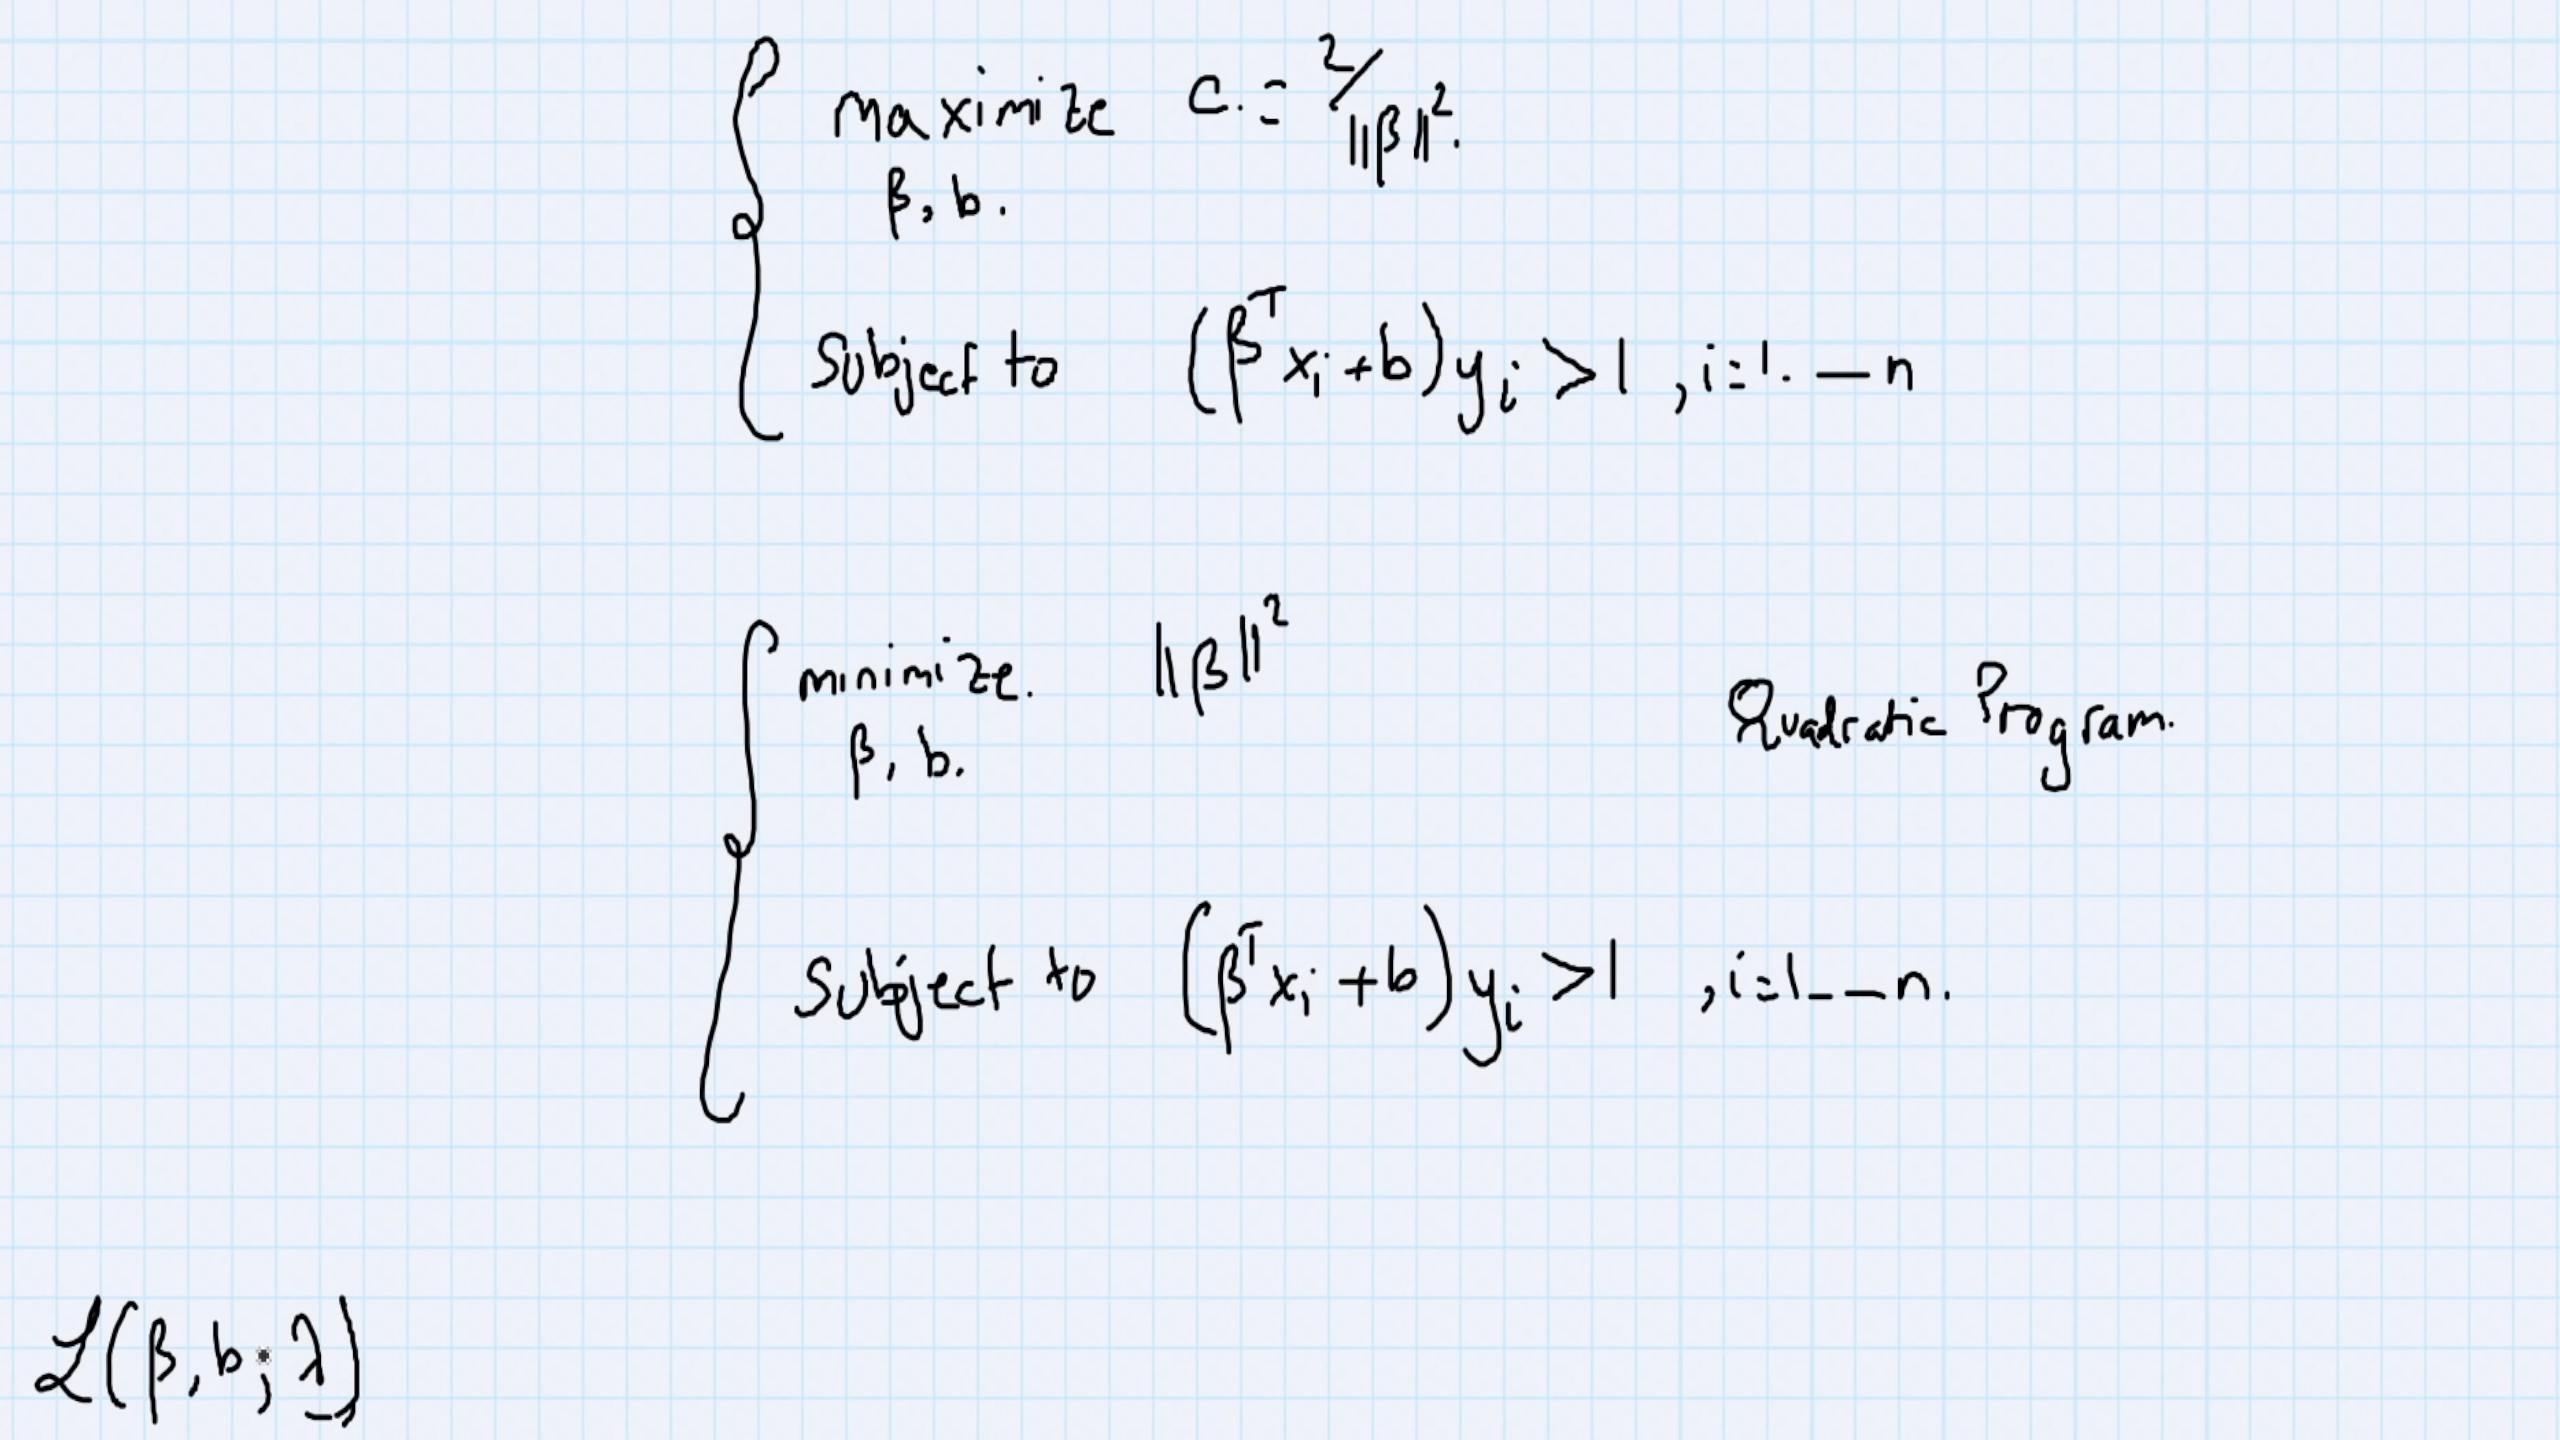 maximize C. = 2/||β||².
β, b.
Subject to (βᵀxᵢ + b) yᵢ > 1 , i = 1. — n
minimize. ||β||²
β, b.
Quadratic Program.
Subject to (βᵀxᵢ + b) yᵢ > 1 , i = 1 _ _ n.
ℒ(β, b; λ)